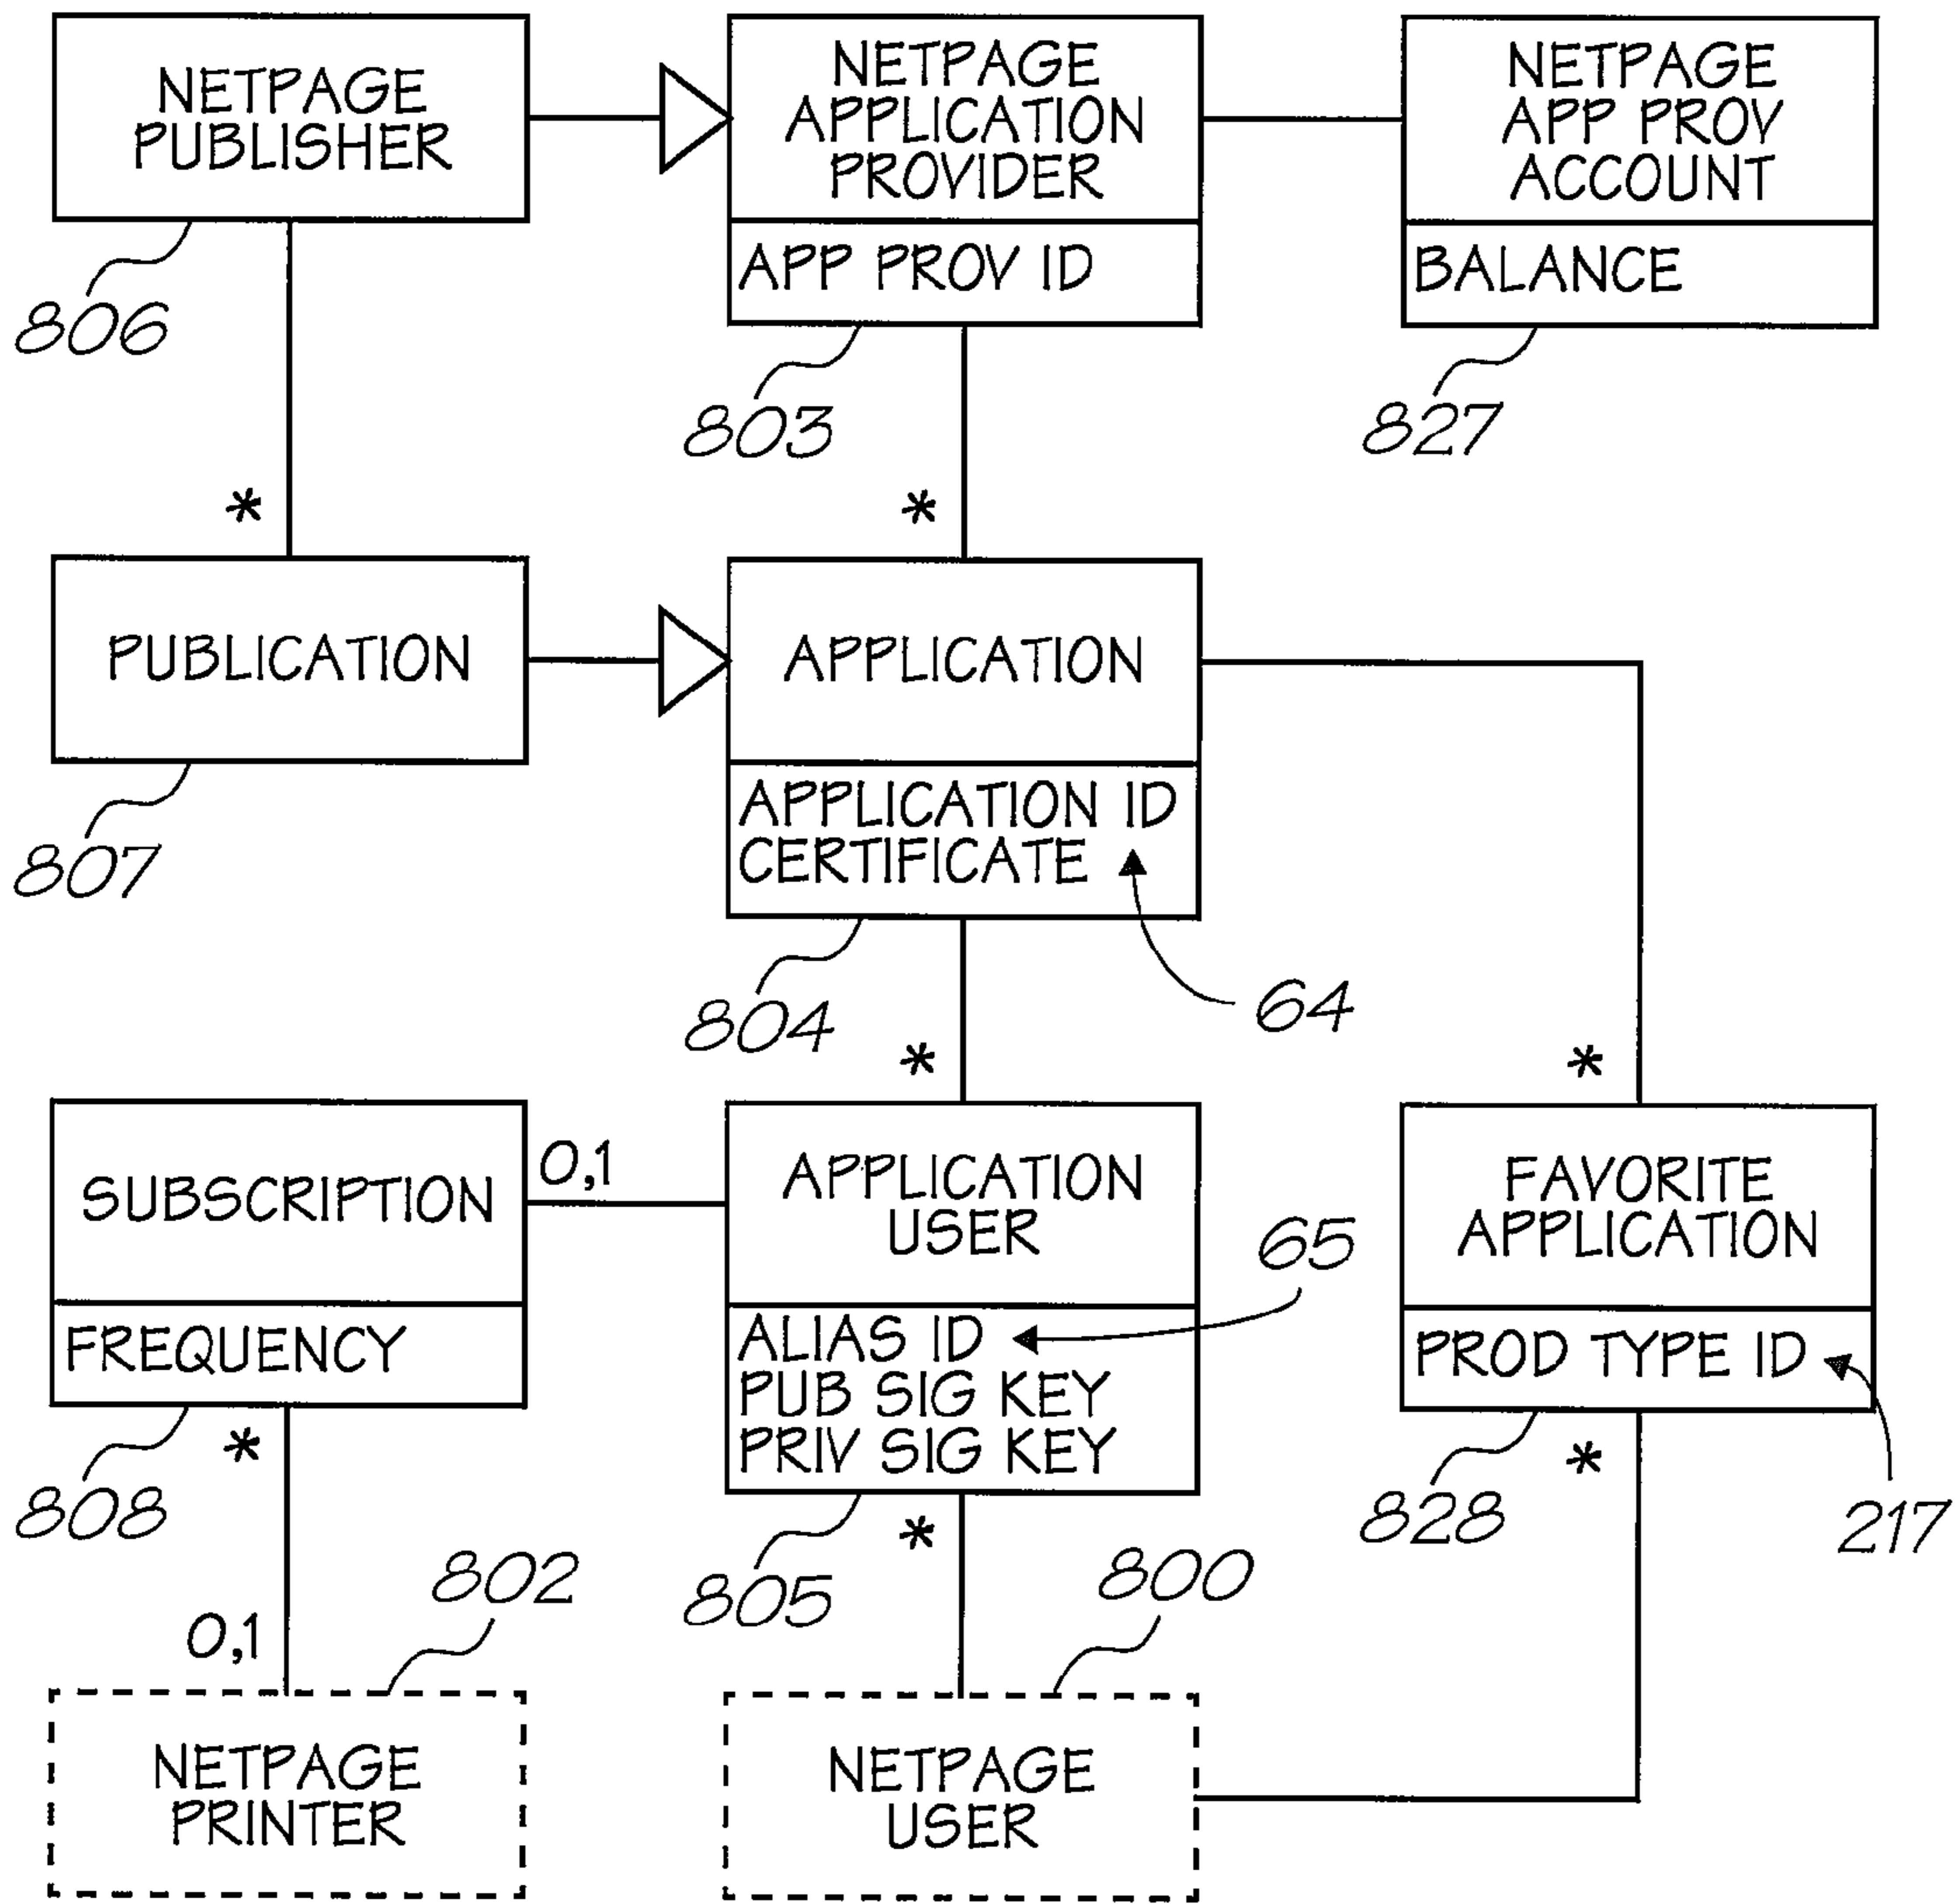 NETPAGE
PUBLISHER
NETPAGE
APPLICATION
PROVIDER
APP PROV ID
NETPAGE
APP PROV
ACCOUNT
BALANCE
806
803
827
*
*
PUBLICATION
APPLICATION
APPLICATION ID
CERTIFICATE
807
804
64
*
*
SUBSCRIPTION
FREQUENCY
0,1
APPLICATION
USER
ALIAS ID
PUB SIG KEY
PRIV SIG KEY
65
FAVORITE
APPLICATION
PROD TYPE ID
808
*
805
*
828
*
217
802
800
0,1
NETPAGE
PRINTER
NETPAGE
USER